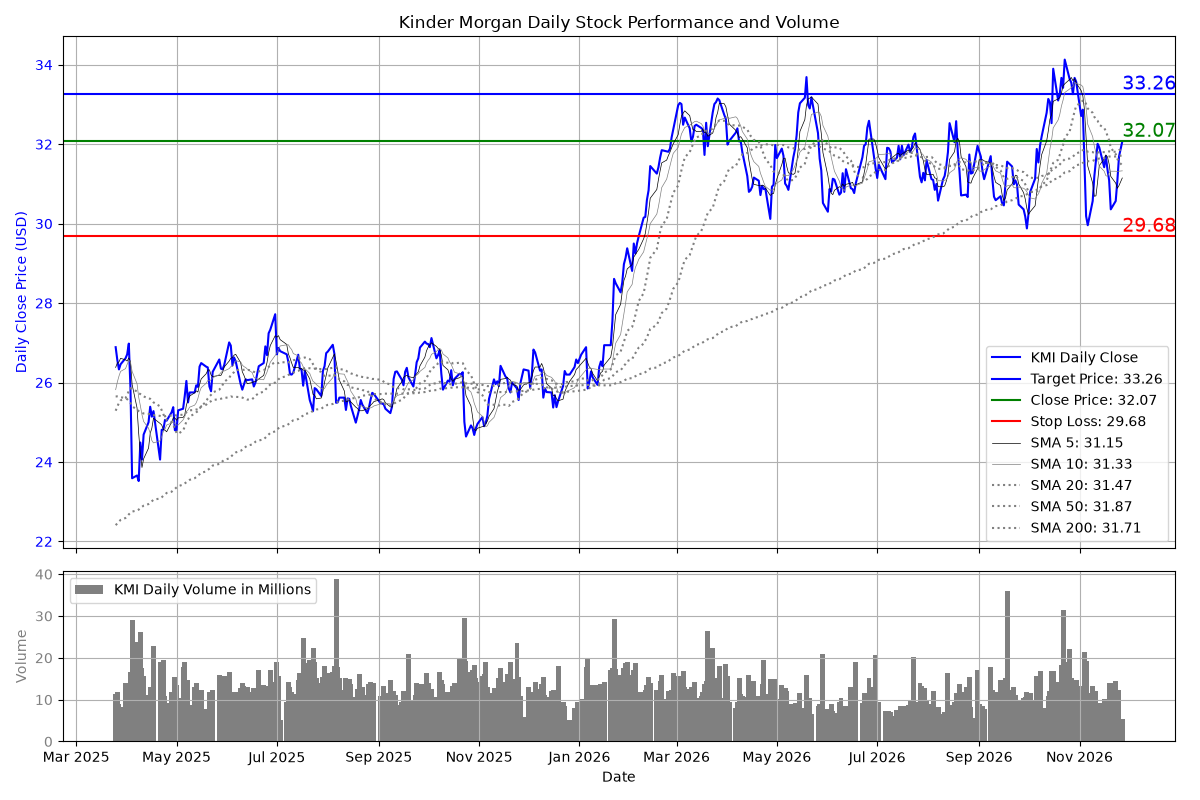 Kinder Morgan Daily Stock Performance and Volume
Daily Close Price (USD)
34
32
30
28
26
24
22
33.26
32.07
29.68
KMI Daily Close
Target Price: 33.26
Close Price: 32.07
Stop Loss: 29.68
SMA 5: 31.15
SMA 10: 31.33
SMA 20: 31.47
SMA 50: 31.87
SMA 200: 31.71
Volume
40
30
20
10
0
KMI Daily Volume in Millions
Mar 2025
May 2025
Jul 2025
Sep 2025
Nov 2025
Jan 2026
Mar 2026
May 2026
Jul 2026
Sep 2026
Nov 2026
Date